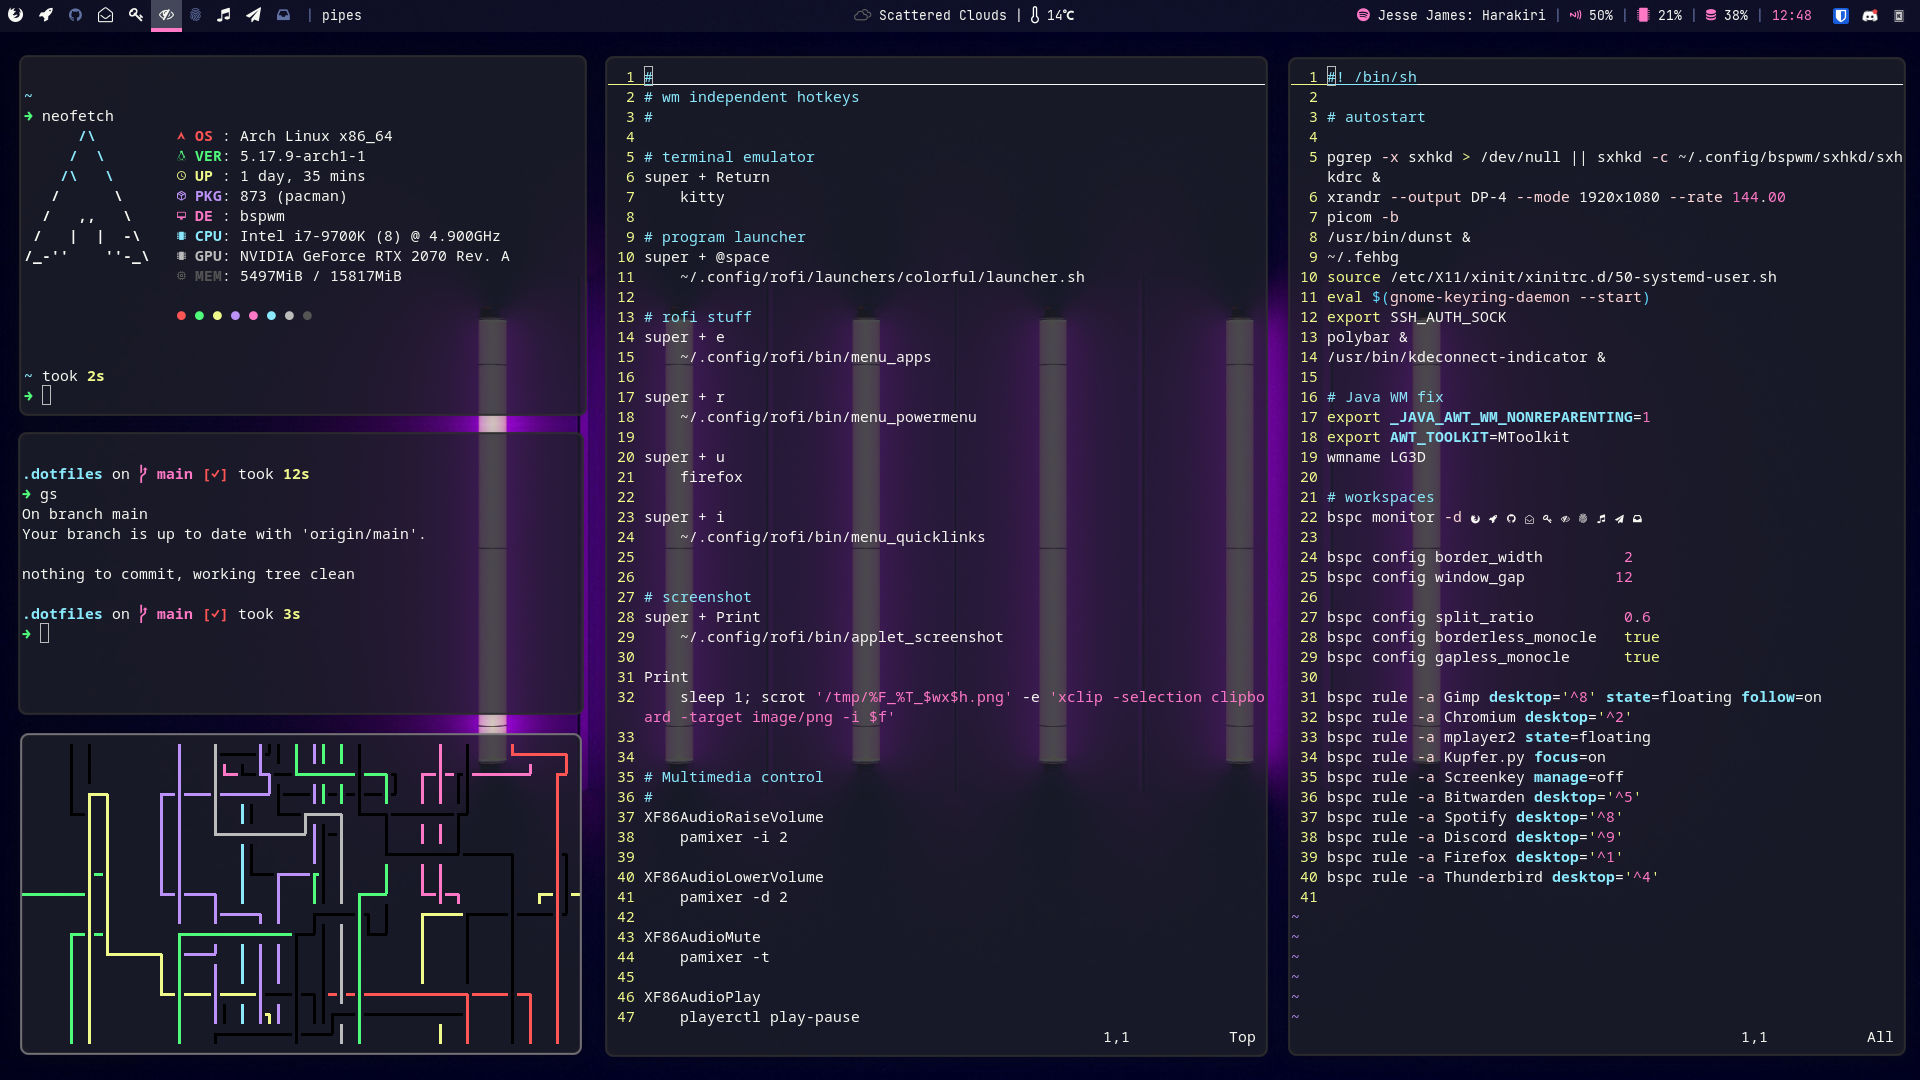 | pipes
Scattered Clouds | 14℃
Jesse James: Harakiri | 50% | 21% | 38% | 12:48
~
➜ neofetch
OS : Arch Linux x86_64
VER: 5.17.9-arch1-1
UP : 1 day, 35 mins
PKG: 873 (pacman)
DE : bspwm
CPU: Intel i7-9700K (8) @ 4.900GHz
GPU: NVIDIA GeForce RTX 2070 Rev. A
MEM: 5497MiB / 15817MiB
~ took 2s
➜
.dotfiles on main [✓] took 12s
➜ gs
On branch main
Your branch is up to date with 'origin/main'.
nothing to commit, working tree clean
.dotfiles on main [✓] took 3s
➜
1 #
2 # wm independent hotkeys
3 #
4
5 # terminal emulator
6 super + Return
7     kitty
8
9 # program launcher
10 super + @space
11     ~/.config/rofi/launchers/colorful/launcher.sh
12
13 # rofi stuff
14 super + e
15     ~/.config/rofi/bin/menu_apps
16
17 super + r
18     ~/.config/rofi/bin/menu_powermenu
19
20 super + u
21     firefox
22
23 super + i
24     ~/.config/rofi/bin/menu_quicklinks
25
26
27 # screenshot
28 super + Print
29     ~/.config/rofi/bin/applet_screenshot
30
31 Print
32     sleep 1; scrot '/tmp/%F_%T_$wx$h.png' -e 'xclip -selection clipbo
ard -target image/png -i $f'
33
34
35 # Multimedia control
36 #
37 XF86AudioRaiseVolume
38     pamixer -i 2
39
40 XF86AudioLowerVolume
41     pamixer -d 2
42
43 XF86AudioMute
44     pamixer -t
45
46 XF86AudioPlay
47     playerctl play-pause
1,1 Top
1 #! /bin/sh
2
3 # autostart
4
5 pgrep -x sxhkd > /dev/null || sxhkd -c ~/.config/bspwm/sxhkd/sxh
kdrc &
6 xrandr --output DP-4 --mode 1920x1080 --rate 144.00
7 picom -b
8 /usr/bin/dunst &
9 ~/.fehbg
10 source /etc/X11/xinit/xinitrc.d/50-systemd-user.sh
11 eval $(gnome-keyring-daemon --start)
12 export SSH_AUTH_SOCK
13 polybar &
14 /usr/bin/kdeconnect-indicator &
15
16 # Java WM fix
17 export _JAVA_AWT_WM_NONREPARENTING=1
18 export AWT_TOOLKIT=MToolkit
19 wmname LG3D
20
21 # workspaces
22 bspc monitor -d
23
24 bspc config border_width 2
25 bspc config window_gap 12
26
27 bspc config split_ratio 0.6
28 bspc config borderless_monocle true
29 bspc config gapless_monocle true
30
31 bspc rule -a Gimp desktop='^8' state=floating follow=on
32 bspc rule -a Chromium desktop='^2'
33 bspc rule -a mplayer2 state=floating
34 bspc rule -a Kupfer.py focus=on
35 bspc rule -a Screenkey manage=off
36 bspc rule -a Bitwarden desktop='^5'
37 bspc rule -a Spotify desktop='^8'
38 bspc rule -a Discord desktop='^9'
39 bspc rule -a Firefox desktop='^1'
40 bspc rule -a Thunderbird desktop='^4'
41
~
~
~
~
~
~
1,1 All